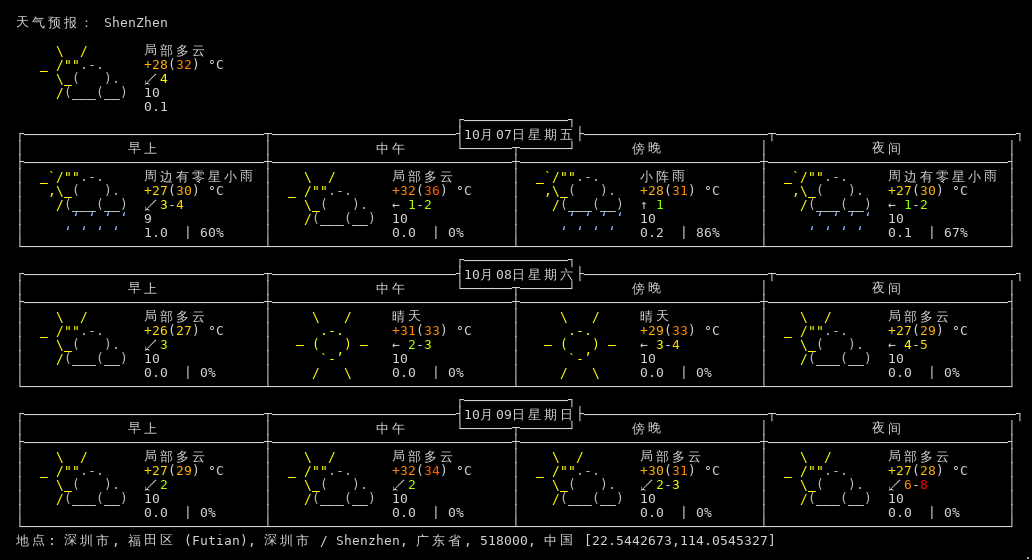 天气预报： ShenZhen
局部多云
+28(32) °C
↙4
10
0.1
10月07日星期五
早上 中午 傍晚 夜间
周边有零星小雨 局部多云 小阵雨 周边有零星小雨
+27(30) °C +32(36) °C +28(31) °C +27(30) °C
↙3-4 ← 1-2 ↑ 1 ← 1-2
9 10 10 10
1.0 | 60% 0.0 | 0% 0.2 | 86% 0.1 | 67%
10月08日星期六
早上 中午 傍晚 夜间
局部多云 晴天 晴天 局部多云
+26(27) °C +31(33) °C +29(33) °C +27(29) °C
↙3 ← 2-3 ← 3-4 ← 4-5
10 10 10 10
0.0 | 0% 0.0 | 0% 0.0 | 0% 0.0 | 0%
10月09日星期日
早上 中午 傍晚 夜间
局部多云 局部多云 局部多云 局部多云
+27(29) °C +32(34) °C +30(31) °C +27(28) °C
↙2 ↙2 ↙2-3 ↙6-8
10 10 10 10
0.0 | 0% 0.0 | 0% 0.0 | 0% 0.0 | 0%
地点: 深圳市, 福田区 (Futian), 深圳市 / Shenzhen, 广东省, 518000, 中国 [22.5442673,114.0545327]